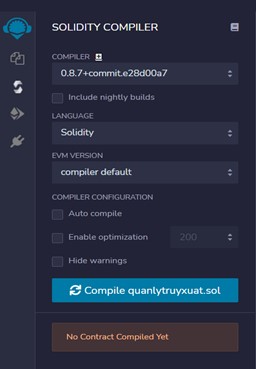 SOLIDITY COMPILER
COMPILER
0.8.7+commit.e28d00a7
Include nightly builds
LANGUAGE
Solidity
EVM VERSION
compiler default
COMPILER CONFIGURATION
Auto compile
Enable optimization 200
Hide warnings
Compile quanlytruyxuat.sol
No Contract Compiled Yet